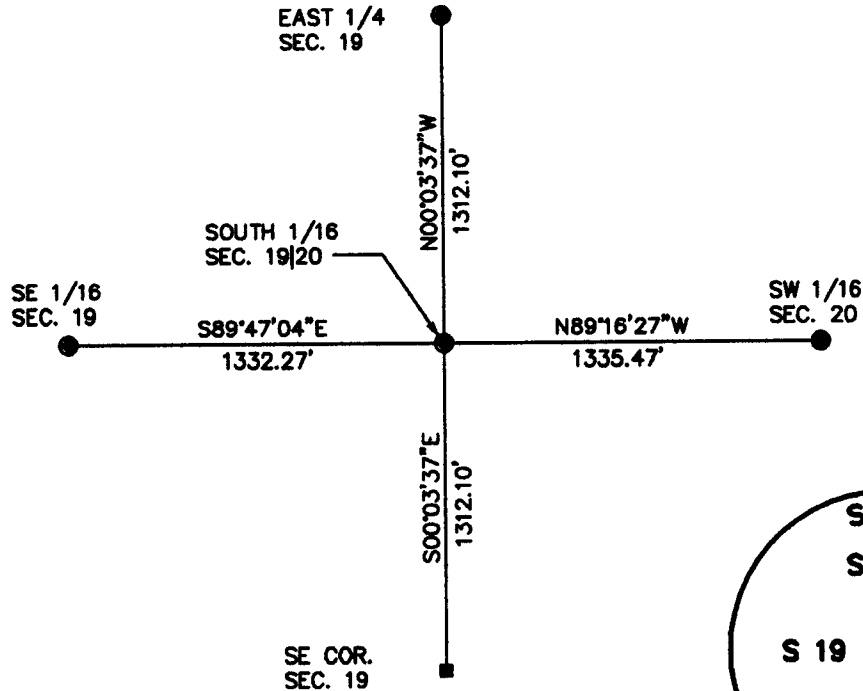 EAST 1/4
SEC. 19
N00°03'37"W
1312.10'
SOUTH 1/16
SEC. 19|20
SE 1/16
SEC. 19
SW 1/16
SEC. 20
S89°47'04"E
1332.27'
N89°16'27"W
1335.47'
S00°03'37"E
1312.10'
S
S
S 19
SE COR.
SEC. 19